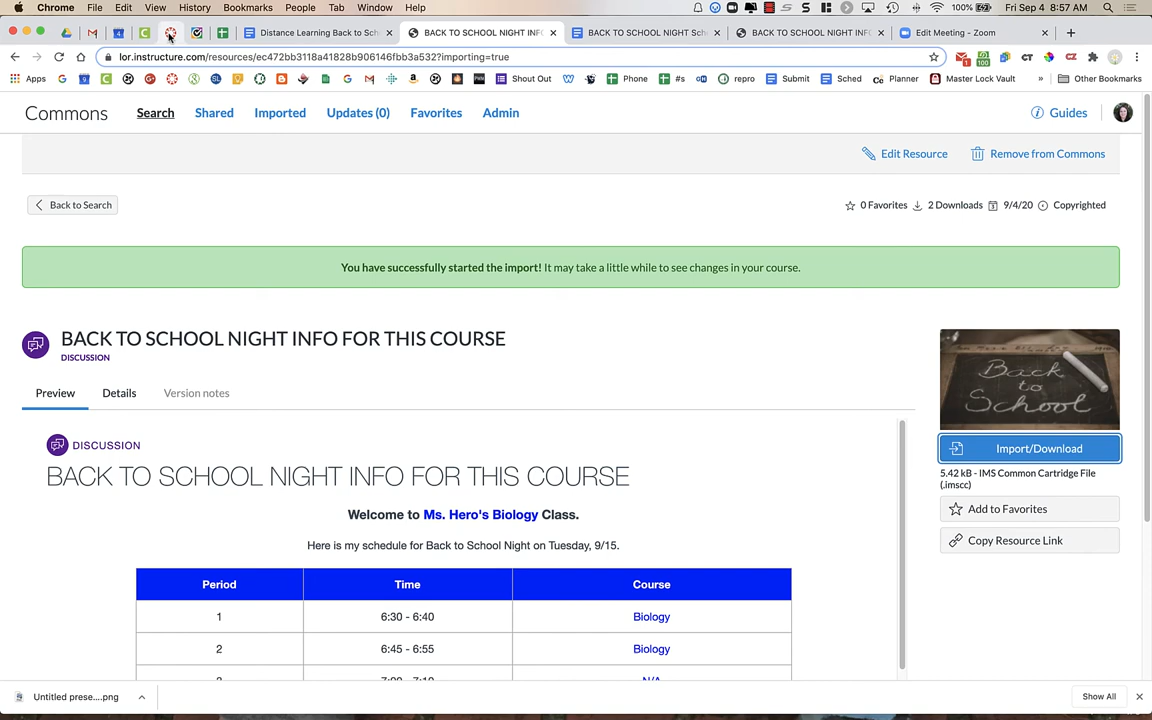 Chrome File Edit View History Bookmarks People Tab Window Help 100% Fri Sep 4 8:57 AM
Distance Learning Back to Sch × BACK TO SCHOOL NIGHT INF × BACK TO SCHOOL NIGHT Sch × BACK TO SCHOOL NIGHT INFO × Edit Meeting - Zoom × +
lor.instructure.com/resources/ec472bb3118a41828b906146fbb3a532?importing=true
Apps Shout Out Phone #s repro Submit Sched Planner Master Lock Vault » Other Bookmarks
Commons Search Shared Imported Updates (0) Favorites Admin Guides
Edit Resource Remove from Commons
Back to Search 0 Favorites 2 Downloads 9/4/20 Copyrighted
You have successfully started the import! It may take a little while to see changes in your course.
BACK TO SCHOOL NIGHT INFO FOR THIS COURSE
DISCUSSION
Back
to
School
Preview Details Version notes
DISCUSSION
Import/Download
BACK TO SCHOOL NIGHT INFO FOR THIS COURSE
5.42 kB - IMS Common Cartridge File
(.imscc)
Welcome to Ms. Hero's Biology Class.
Add to Favorites
Here is my schedule for Back to School Night on Tuesday, 9/15.
Copy Resource Link
Period Time Course
1 6:30 - 6:40 Biology
2 6:45 - 6:55 Biology
Untitled prese....png Show All